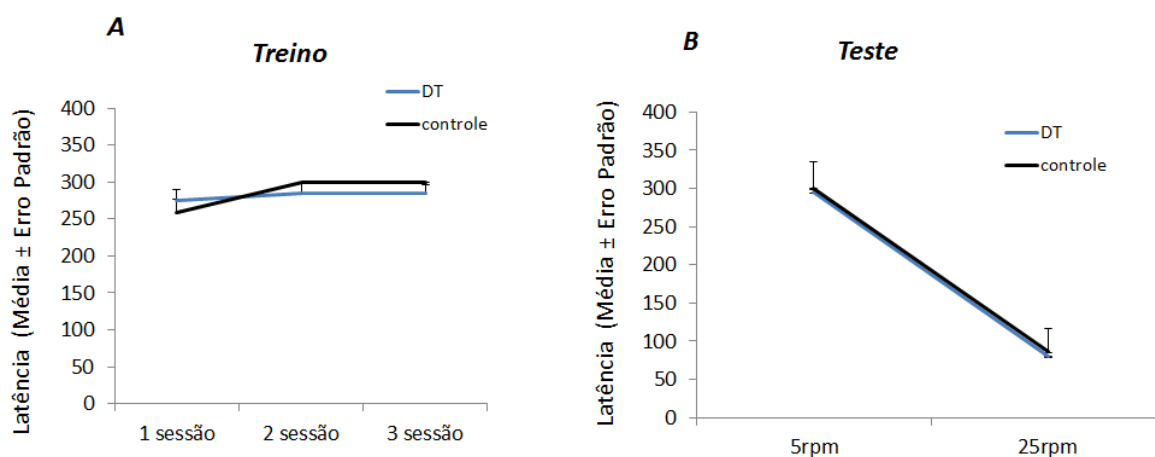 A
Treino
DT
controle
Latência (Média ± Erro Padrão)
400
350
300
250
200
150
100
50
0
1 sessão 2 sessão 3 sessão
B
Teste
DT
controle
Latência (Média ± Erro Padrão)
400
350
300
250
200
150
100
50
0
5rpm 25rpm